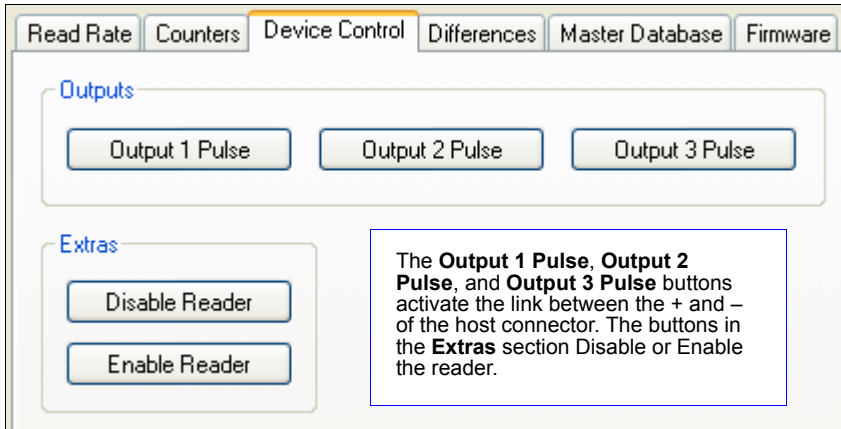 Read Rate Counters Device Control Differences Master Database Firmware
Outputs
Output 1 Pulse Output 2 Pulse Output 3 Pulse
Extras
Disable Reader
Enable Reader
The Output 1 Pulse, Output 2
Pulse, and Output 3 Pulse buttons
activate the link between the + and –
of the host connector. The buttons in
the Extras section Disable or Enable
the reader.